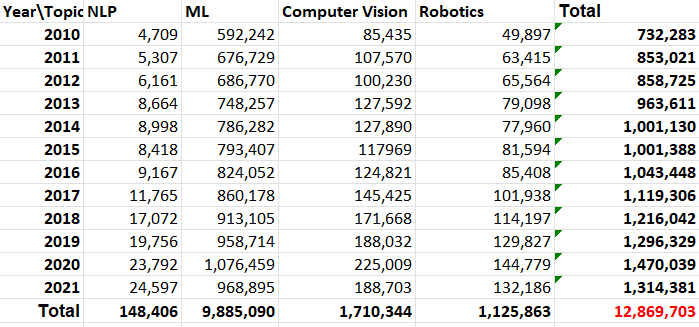 Year\Topic NLP ML Computer Vision Robotics Total
2010 4,709 592,242 85,435 49,897 732,283
2011 5,307 676,729 107,570 63,415 853,021
2012 6,161 686,770 100,230 65,564 858,725
2013 8,664 748,257 127,592 79,098 963,611
2014 8,998 786,282 127,890 77,960 1,001,130
2015 8,418 793,407 117969 81,594 1,001,388
2016 9,167 824,052 124,821 85,408 1,043,448
2017 11,765 860,178 145,425 101,938 1,119,306
2018 17,072 913,105 171,668 114,197 1,216,042
2019 19,756 958,714 188,032 129,827 1,296,329
2020 23,792 1,076,459 225,009 144,779 1,470,039
2021 24,597 968,895 188,703 132,186 1,314,381
Total 148,406 9,885,090 1,710,344 1,125,863 12,869,703